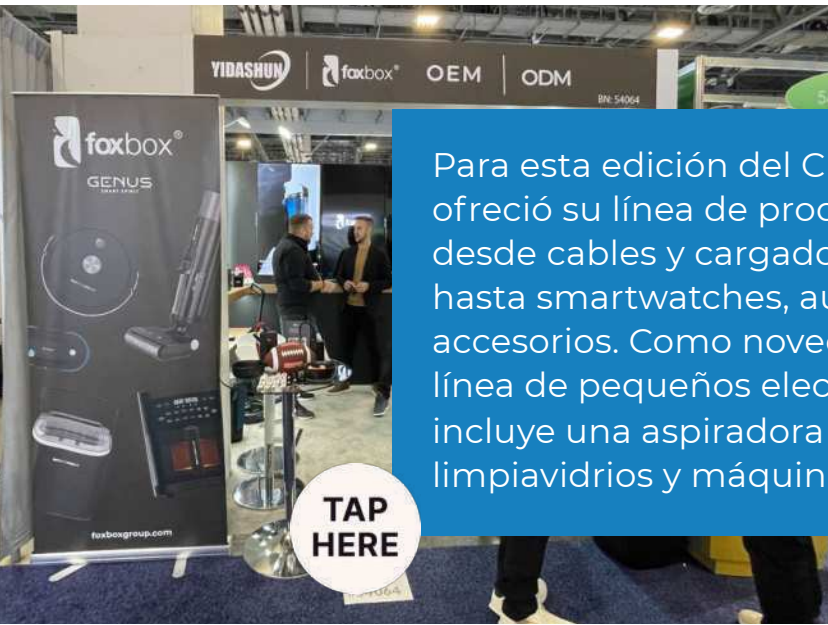 YIDASHUN
foxbox®
OEM
ODM
BN: 54064
foxbox®
GENUS
SMART SPIRIT
foxboxgroup.com
Para esta edición del C
ofreció su línea de prod
desde cables y cargado
hasta smartwatches, au
accesorios. Como noved
línea de pequeños elec
incluye una aspiradora
limpiavidrios y máquin
TAP
HERE